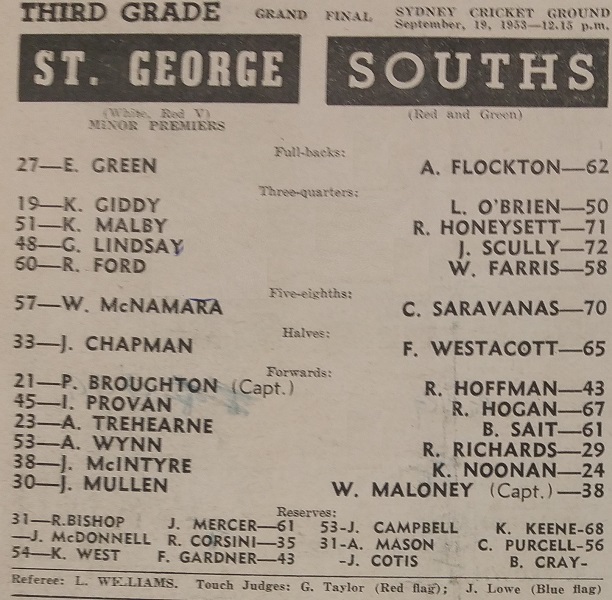 THIRD GRADE GRAND FINAL SYDNEY CRICKET GROUND
September, 19, 1953—12.15 p.m.
ST. GEORGE SOUTHS
(White, Red V) (Red and Green)
MINOR PREMIERS
Full-backs:
27—E. GREEN A. FLOCKTON—62
Three-quarters:
19—K. GIDDY L. O'BRIEN—50
51—K. MALBY R. HONEYSETT—71
48—G. LINDSAY J. SCULLY—72
60—R. FORD W. FARRIS—58
Five-eighths:
57—W. McNAMARA C. SARAVANAS—70
Halves:
33—J. CHAPMAN F. WESTACOTT—65
Forwards:
21—P. BROUGHTON (Capt.) R. HOFFMAN—43
45—I. PROVAN R. HOGAN—67
23—A. TREHEARNE B. SAIT—61
53—A. WYNN R. RICHARDS—29
38—J. McINTYRE K. NOONAN—24
30—J. MULLEN W. MALONEY (Capt.)—38
Reserves:
31—R.BISHOP J. MERCER—61 53-J. CAMPBELL K. KEENE-68
—J. McDONNELL R. CORSINI—35 31-A. MASON C. PURCELL-56
54—K. WEST F. GARDNER—43 -J. COTIS B. CRAY-
Referee: L. WILLIAMS. Touch Judges: G. Taylor (Red flag); J. Lowe (Blue flag)